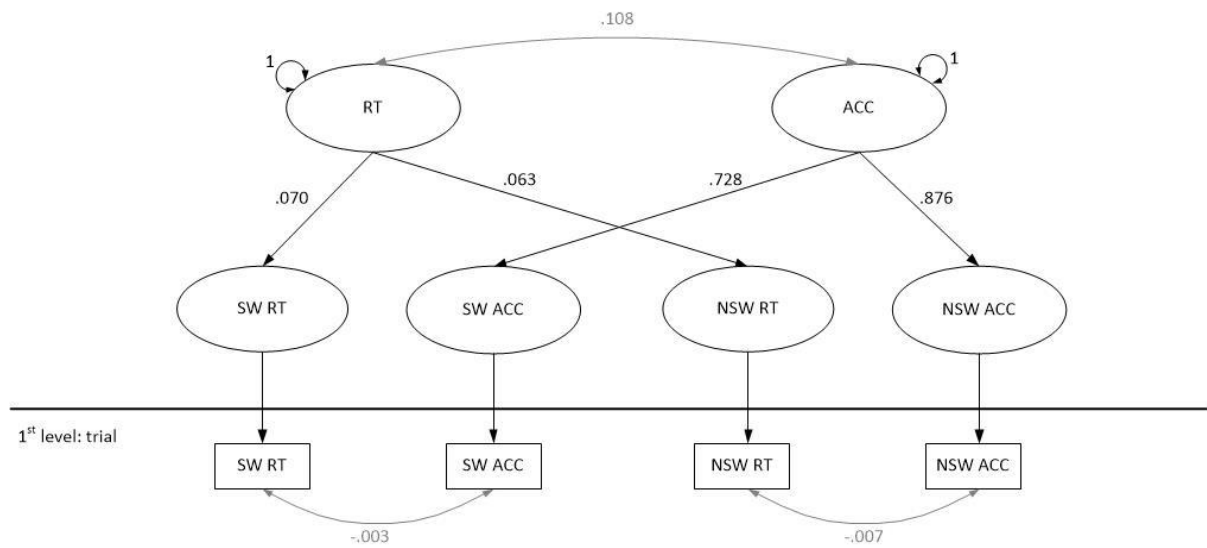 .108
1
1
RT
ACC
.070
.063
.728
.876
SW RT
SW ACC
NSW RT
NSW ACC
1st level: trial
SW RT
SW ACC
NSW RT
NSW ACC
-.003
-.007